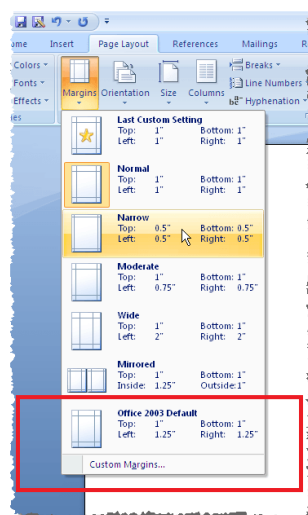 ome Insert Page Layout References Mailings R
Colors Breaks
Fonts Line Numbers
Effects Margins Orientation Size Columns Hyphenation
es
Last Custom Setting
Top: 1" Bottom: 1"
Left: 1" Right: 1"
Normal
Top: 1" Bottom: 1"
Left: 1" Right: 1"
Narrow
Top: 0.5" Bottom: 0.5"
Left: 0.5" Right: 0.5"
Moderate
Top: 1" Bottom: 1"
Left: 0.75" Right: 0.75"
Wide
Top: 1" Bottom: 1"
Left: 2" Right: 2"
Mirrored
Top: 1" Bottom: 1"
Inside: 1.25" Outside: 1"
Office 2003 Default
Top: 1" Bottom: 1"
Left: 1.25" Right: 1.25"
Custom Margins...